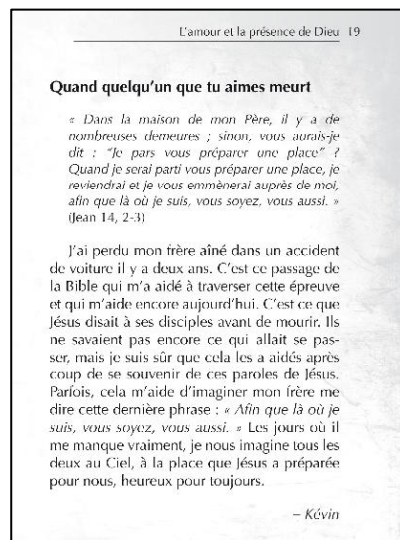 L'amour et la présence de Dieu 19
Quand quelqu'un que tu aimes meurt
« Dans la maison de mon Père, il y a de
nombreuses demeures ; sinon, vous aurais-je
dit : "Je pars vous préparer une place" ?
Quand je serai parti vous préparer une place, je
reviendrai et je vous emmènerai auprès de moi,
afin que là où je suis, vous soyez, vous aussi. »
(Jean 14, 2-3)
J'ai perdu mon frère aîné dans un accident
de voiture il y a deux ans. C'est ce passage de
la Bible qui m'a aidé à traverser cette épreuve
et qui m'aide encore aujourd'hui. C'est ce que
Jésus disait à ses disciples avant de mourir. Ils
ne savaient pas encore ce qui allait se pas-
ser, mais je suis sûr que cela les a aidés après
coup de se souvenir de ces paroles de Jésus.
Parfois, cela m'aide d'imaginer mon frère me
dire cette dernière phrase : « Afin que là où je
suis, vous soyez, vous aussi. » Les jours où il
me manque vraiment, je nous imagine tous les
deux au Ciel, à la place que Jésus a préparée
pour nous, heureux pour toujours.
– Kévin